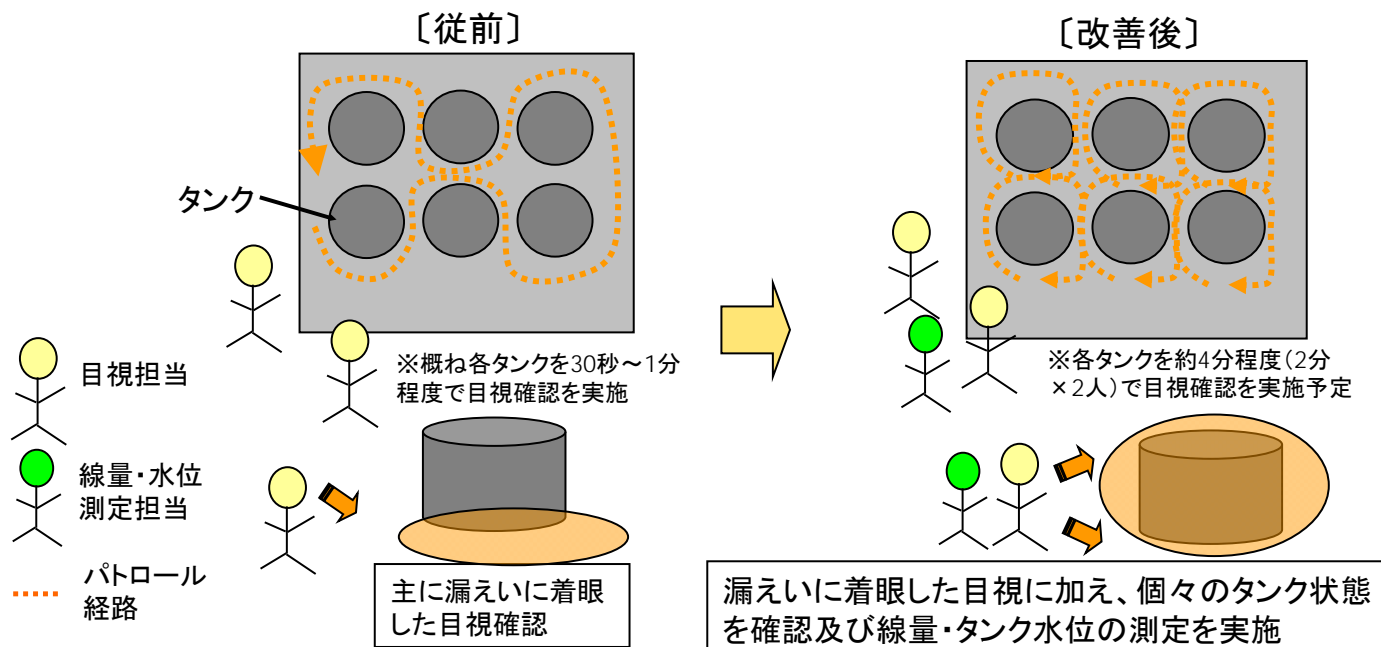 〔従前〕
〔改善後〕
タンク
※概ね各タンクを30秒～1分
程度で目視確認を実施
※各タンクを約4分程度(2分
×2人)で目視確認を実施予定
目視担当
線量・水位
測定担当
パトロール
経路
主に漏えいに着眼
した目視確認
漏えいに着眼した目視に加え、個々のタンク状態
を確認及び線量・タンク水位の測定を実施